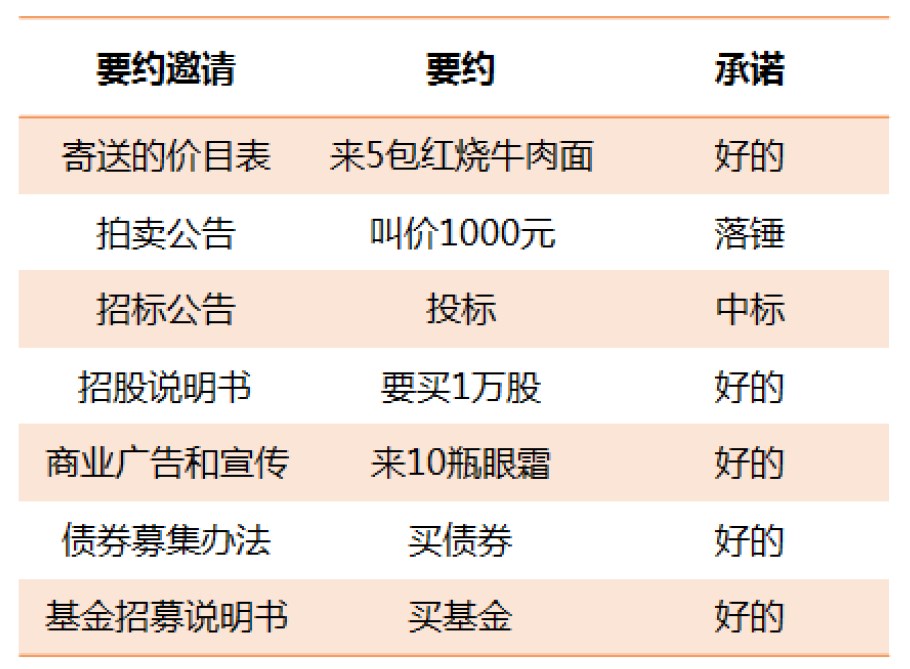 要约邀请 要约 承诺
寄送的价目表 来5包红烧牛肉面 好的
拍卖公告 叫价1000元 落锤
招标公告 投标 中标
招股说明书 要买1万股 好的
商业广告和宣传 来10瓶眼霜 好的
债券募集办法 买债券 好的
基金招募说明书 买基金 好的